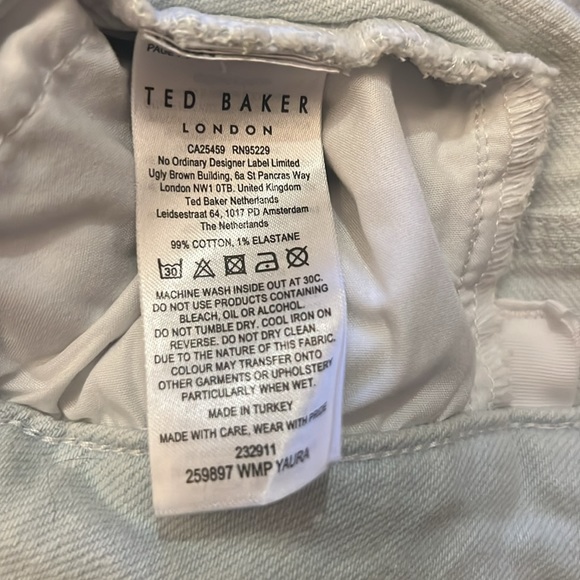 TED BAKER
LONDON
CA25459 RN95229
No Ordinary Designer Label Limited
Ugly Brown Building, 6a St Pancras Way
London NW1 0TB. United Kingdom
Ted Baker Netherlands
Leidsestraat 64, 1017 PD Amsterdam
The Netherlands
99% COTTON, 1% ELASTANE
30
MACHINE WASH INSIDE OUT AT 30C.
DO NOT USE PRODUCTS CONTAINING
BLEACH, OIL OR ALCOHOL.
DO NOT TUMBLE DRY. COOL IRON ON
REVERSE. DO NOT DRY CLEAN.
DUE TO THE NATURE OF THIS FABRIC,
COLOUR MAY TRANSFER ONTO
OTHER GARMENTS OR UPHOLSTERY
PARTICULARLY WHEN WET.
MADE IN TURKEY
MADE WITH CARE, WEAR WITH PRIDE
232911
259897 WMP YAURA